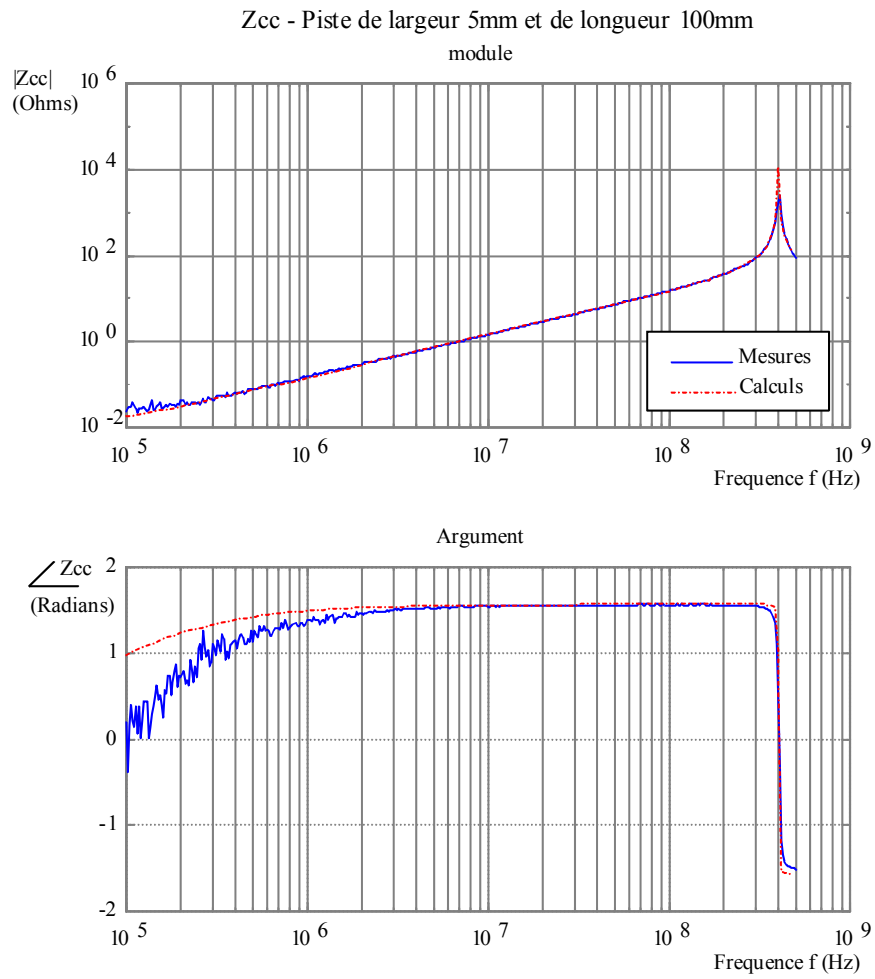 Zcc - Piste de largeur 5mm et de longueur 100mm
module
|Zcc|
(Ohms)
10 6
10 4
10 2
10 0
10 -2
Mesures
Calculs
10 5
10 6
10 7
10 8
10 9
Frequence f (Hz)
Argument
Zcc
(Radians)
2
1
0
-1
-2
10 5
10 6
10 7
10 8
10 9
Frequence f (Hz)